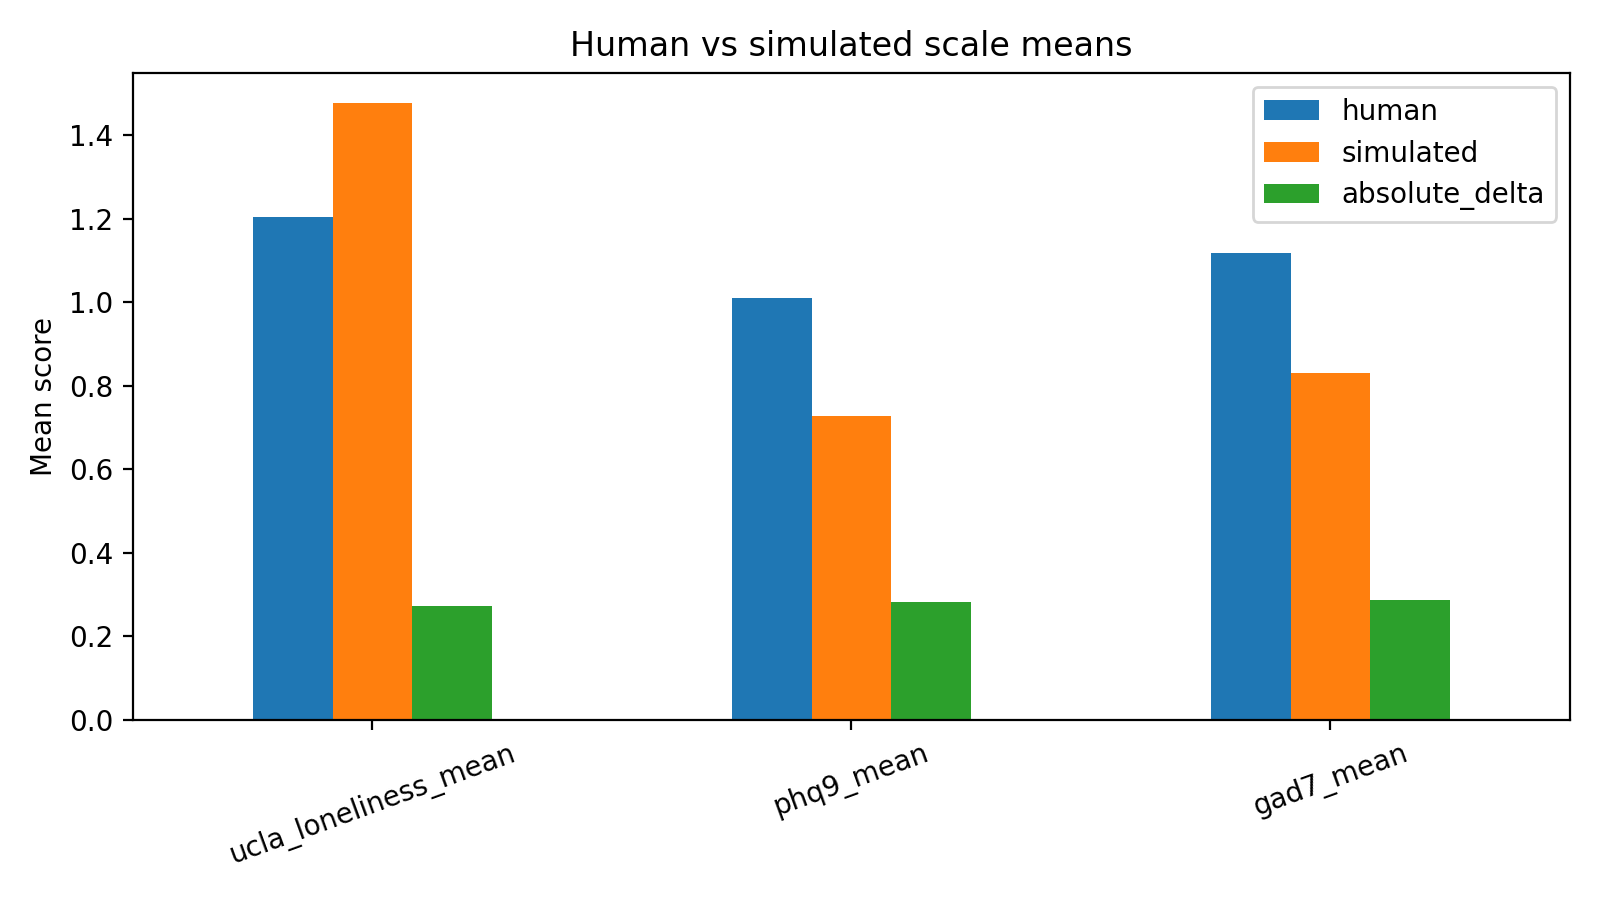 Human vs simulated scale means
human
simulated
absolute_delta
Mean score
1.4
1.2
1.0
0.8
0.6
0.4
0.2
0.0
ucla_loneliness_mean
phq9_mean
gad7_mean